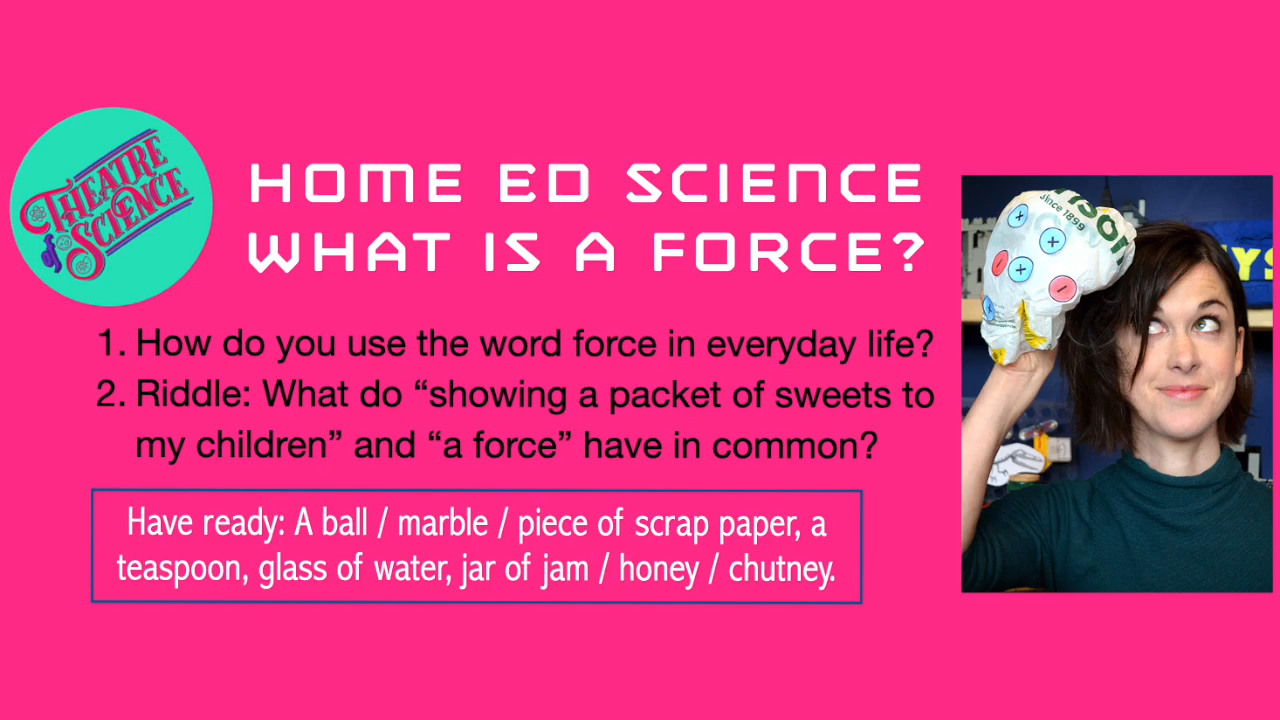 THEATRE
of
SCIENCE
HOME ED SCIENCE
WHAT IS A FORCE?
1. How do you use the word force in everyday life?
2. Riddle: What do “showing a packet of sweets to
my children” and “a force” have in common?
Have ready: A ball / marble / piece of scrap paper, a
teaspoon, glass of water, jar of jam / honey / chutney.
since 1899
+
+
+
-
-